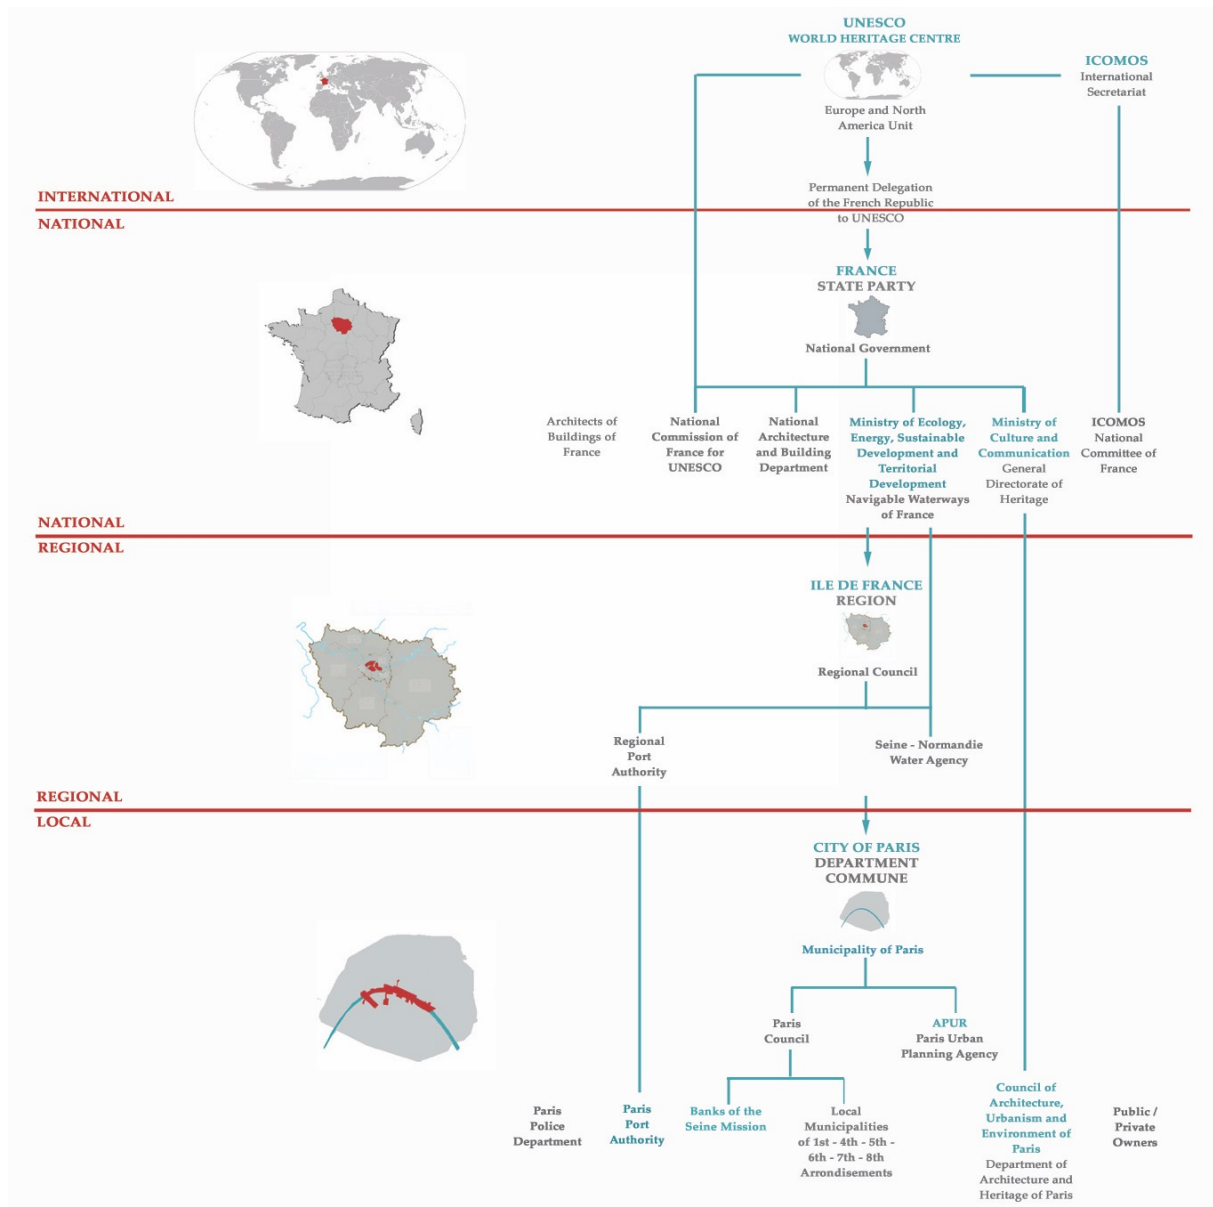 UNESCO
WORLD HERITAGE CENTRE
ICOMOS
International
Secretariat
Europe and North
America Unit
Permanent Delegation
of the French Republic
to UNESCO
INTERNATIONAL
NATIONAL
FRANCE
STATE PARTY
National Government
Architects of
Buildings of
France
National
Commission of
France for
UNESCO
National
Architecture
and Building
Department
Ministry of Ecology,
Energy, Sustainable
Development and
Territorial
Development
Navigable Waterways
of France
Ministry of
Culture and
Communication
General
Directorate of
Heritage
ICOMOS
National
Committee of
France
NATIONAL
REGIONAL
ILE DE FRANCE
REGION
Regional Council
Regional
Port
Authority
Seine - Normandie
Water Agency
REGIONAL
LOCAL
CITY OF PARIS
DEPARTMENT
COMMUNE
Municipality of Paris
Paris
Council
APUR
Paris Urban
Planning Agency
Paris
Police
Department
Paris
Port
Authority
Banks of the
Seine Mission
Local
Municipalities
of 1st - 4th - 5th -
6th - 7th - 8th
Arrondisements
Council of
Architecture,
Urbanism and
Environment of
Paris
Department of
Architecture and
Heritage of Paris
Public /
Private
Owners